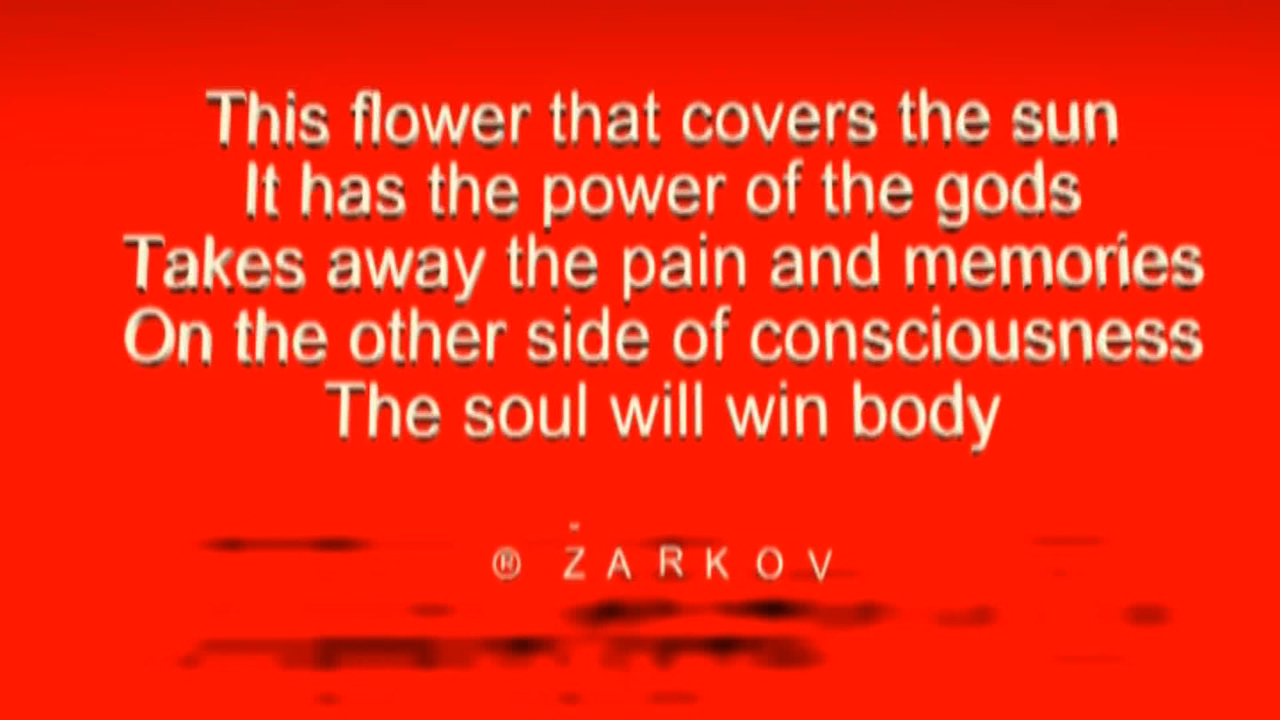 This flower that covers the sun
It has the power of the gods
Takes away the pain and memories
On the other side of consciousness
The soul will win body
® ŽARKOV